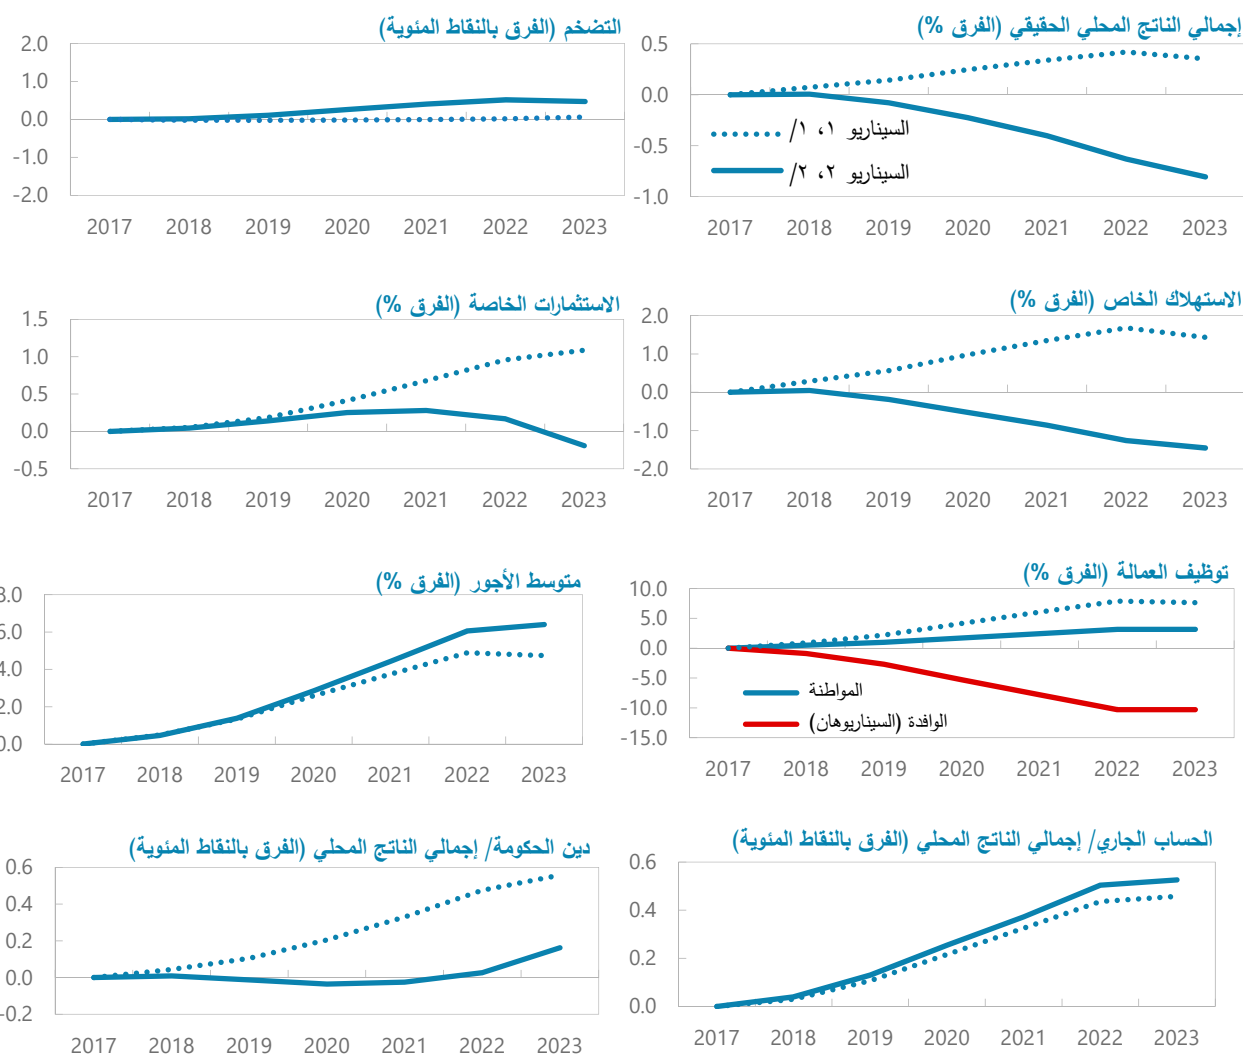 إجمالي الناتج المحلي الحقيقي (الفرق %)
0.5
0.0
-0.5
-1.0
السيناريو ١، ١/
السيناريو ٢، ٢/
2017 2018 2019 2020 2021 2022 2023
التضخم (الفرق بالنقاط المئوية)
2.0
1.0
0.0
-1.0
-2.0
2017 2018 2019 2020 2021 2022 2023
الاستهلاك الخاص (الفرق %)
2.0
1.0
0.0
-1.0
-2.0
2017 2018 2019 2020 2021 2022 2023
الاستثمارات الخاصة (الفرق %)
1.5
1.0
0.5
0.0
-0.5
2017 2018 2019 2020 2021 2022 2023
توظيف العمالة (الفرق %)
10.0
5.0
0.0
-5.0
-10.0
-15.0
المواطنة
الوافدة (السيناريوهان)
2017 2018 2019 2020 2021 2022 2023
متوسط الأجور (الفرق %)
8.0
6.0
4.0
2.0
0.0
2017 2018 2019 2020 2021 2022 2023
الحساب الجاري/ إجمالي الناتج المحلي (الفرق بالنقاط المئوية)
0.6
0.4
0.2
0.0
2017 2018 2019 2020 2021 2022 2023
دين الحكومة/ إجمالي الناتج المحلي (الفرق بالنقاط المئوية)
0.6
0.4
0.2
0.0
-0.2
2017 2018 2019 2020 2021 2022 2023